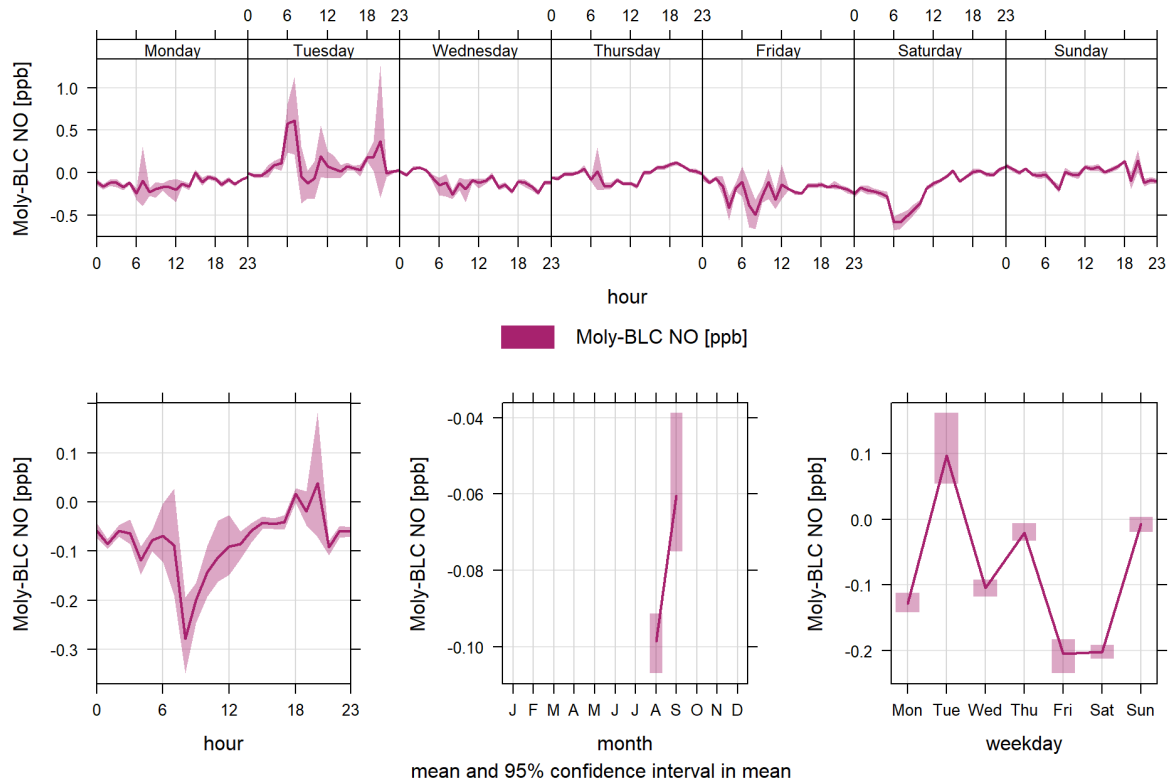 0 6 12 18 23 0 6 12 18 23 0 6 12 18 23
Monday Tuesday Wednesday Thursday Friday Saturday Sunday
Moly-BLC NO [ppb]
1.0
0.5
0.0
-0.5
0 6 12 18 23 0 6 12 18 23 0 6 12 18 23 0 6 12 18 23
hour
Moly-BLC NO [ppb]
Moly-BLC NO [ppb]
0.1
0.0
-0.1
-0.2
-0.3
0 6 12 18 23
hour
Moly-BLC NO [ppb]
-0.04
-0.06
-0.08
-0.10
J F M A M J J A S O N D
month
Moly-BLC NO [ppb]
0.1
0.0
-0.1
-0.2
Mon Tue Wed Thu Fri Sat Sun
weekday
mean and 95% confidence interval in mean